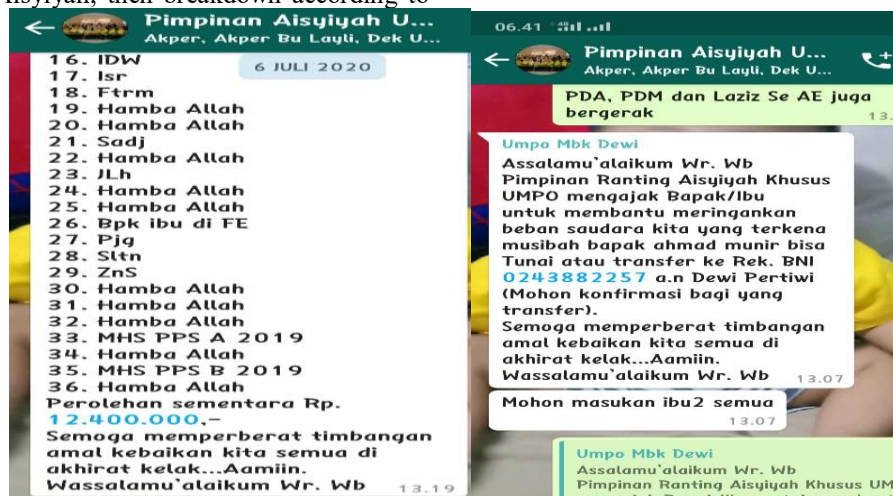 Aisyiyah, then breakdown according to
Pimpinan Aisyiyah U...
Akper, Akper Bu Layli, Dek U...
6 JULI 2020
16. IDW
17. Isr
18. Ftrm
19. Hamba Allah
20. Hamba Allah
21. Sadj
22. Hamba Allah
23. JLh
24. Hamba Allah
25. Hamba Allah
26. Bpk ibu di FE
27. Pjg
28. Sltn
29. ZnS
30. Hamba Allah
31. Hamba Allah
32. Hamba Allah
33. MHS PPS A 2019
34. Hamba Allah
35. MHS PPS B 2019
36. Hamba Allah
Perolehan sementara Rp.
12.400.000,-
Semoga memperberat timbangan
amal kebaikan kita semua di
akhirat kelak...Aamiin.
Wassalamu'alaikum Wr. Wb 13.19
06.41
Pimpinan Aisyiyah U...
Akper, Akper Bu Layli, Dek U...
PDA, PDM dan Laziz Se AE juga
bergerak 13.
Umpo Mbk Dewi
Assalamu'alaikum Wr. Wb
Pimpinan Ranting Aisyiyah Khusus
UMPO mengajak Bapak/Ibu
untuk membantu meringankan
beban saudara kita yang terkena
musibah bapak ahmad munir bisa
Tunai atau transfer ke Rek. BNI
0243882257 a.n Dewi Pertiwi
(Mohon konfirmasi bagi yang
transfer).
Semoga memperberat timbangan
amal kebaikan kita semua di
akhirat kelak...Aamiin.
Wassalamu'alaikum Wr. Wb 13.07
Mohon masukan ibu2 semua
13.07
Umpo Mbk Dewi
Assalamu'alaikum Wr. Wb
Pimpinan Ranting Aisyiyah Khusus UM